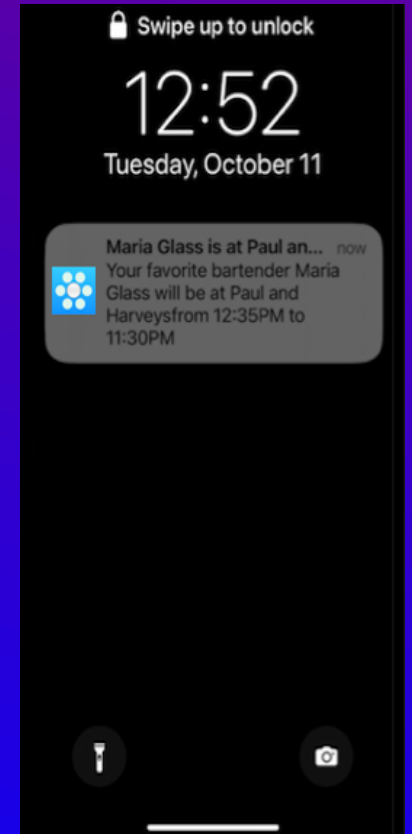 Swipe up to unlock
12:52
Tuesday, October 11
Maria Glass is at Paul an... now
Your favorite bartender Maria
Glass will be at Paul and
Harveysfrom 12:35PM to
11:30PM